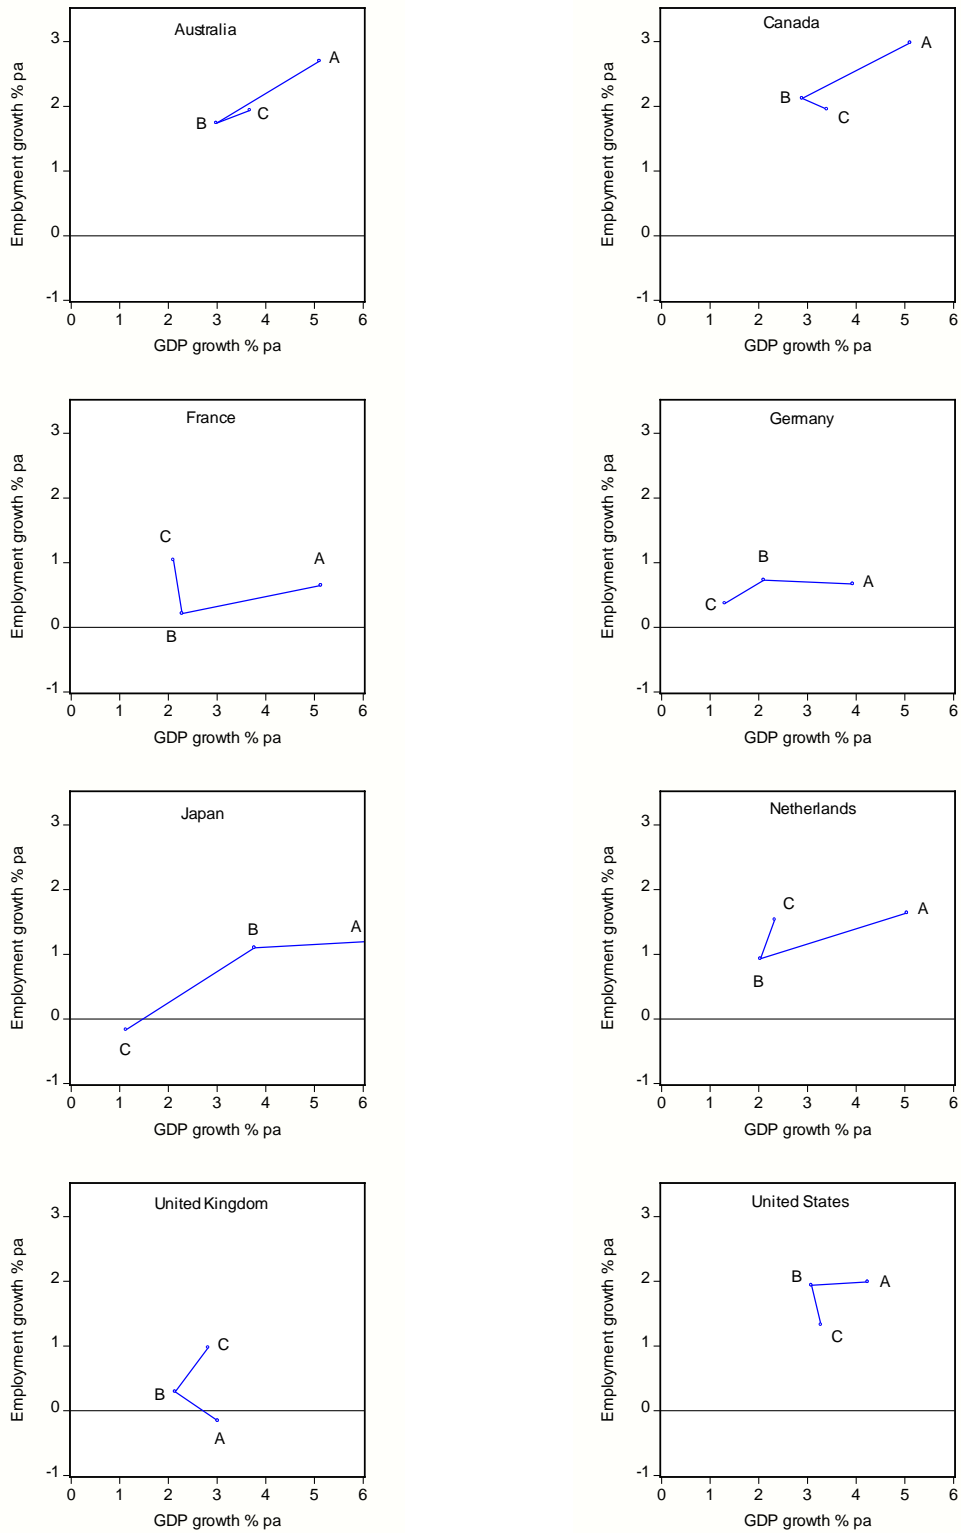 Australia
Employment growth % pa
3
2
1
0
-1
A
B
C
0 1 2 3 4 5 6
GDP growth % pa
Canada
Employment growth % pa
3
2
1
0
-1
A
B
C
0 1 2 3 4 5 6
GDP growth % pa
France
Employment growth % pa
3
2
1
0
-1
C
A
B
0 1 2 3 4 5 6
GDP growth % pa
Germany
Employment growth % pa
3
2
1
0
-1
B
A
C
0 1 2 3 4 5 6
GDP growth % pa
Japan
Employment growth % pa
3
2
1
0
-1
A
B
C
0 1 2 3 4 5 6
GDP growth % pa
Netherlands
Employment growth % pa
3
2
1
0
-1
C
A
B
0 1 2 3 4 5 6
GDP growth % pa
United Kingdom
Employment growth % pa
3
2
1
0
-1
C
B
A
0 1 2 3 4 5 6
GDP growth % pa
United States
Employment growth % pa
3
2
1
0
-1
B
A
C
0 1 2 3 4 5 6
GDP growth % pa